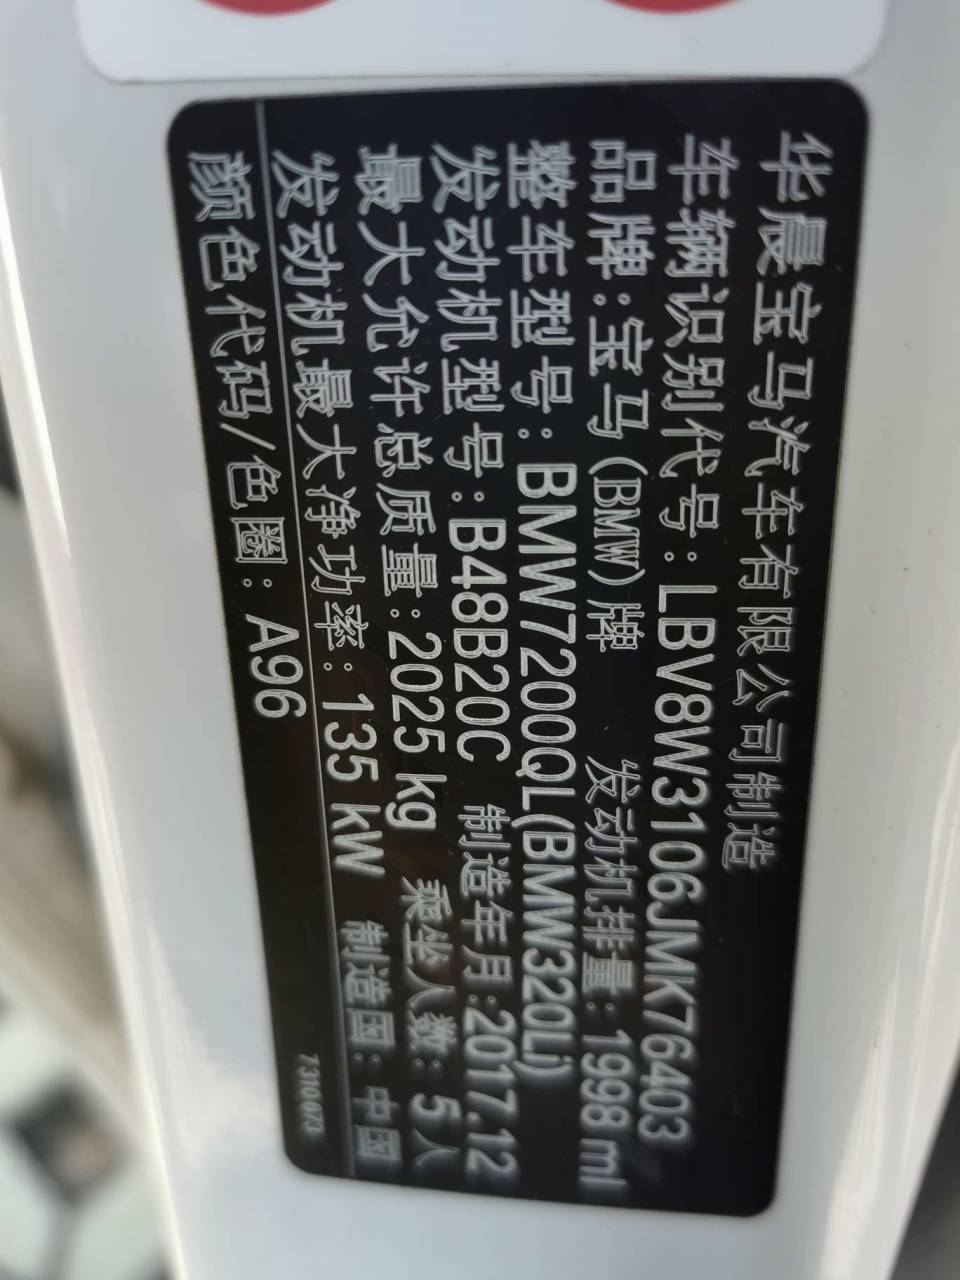 华晨宝马汽车有限公司制造
车辆识别代号：LBV8W3106JMK76403
品牌：宝马(BMW)牌 发动机排量：1998 ml
整车型号：BMW7200QL(BMW320Li)
发动机型号：B48B20C 制造年月：2017.12
最大允许总质量：2025 kg 乘坐人数：5人
发动机最大净功率：135 kW 制造国：中国
颜色代码/色圈：A96
7310673